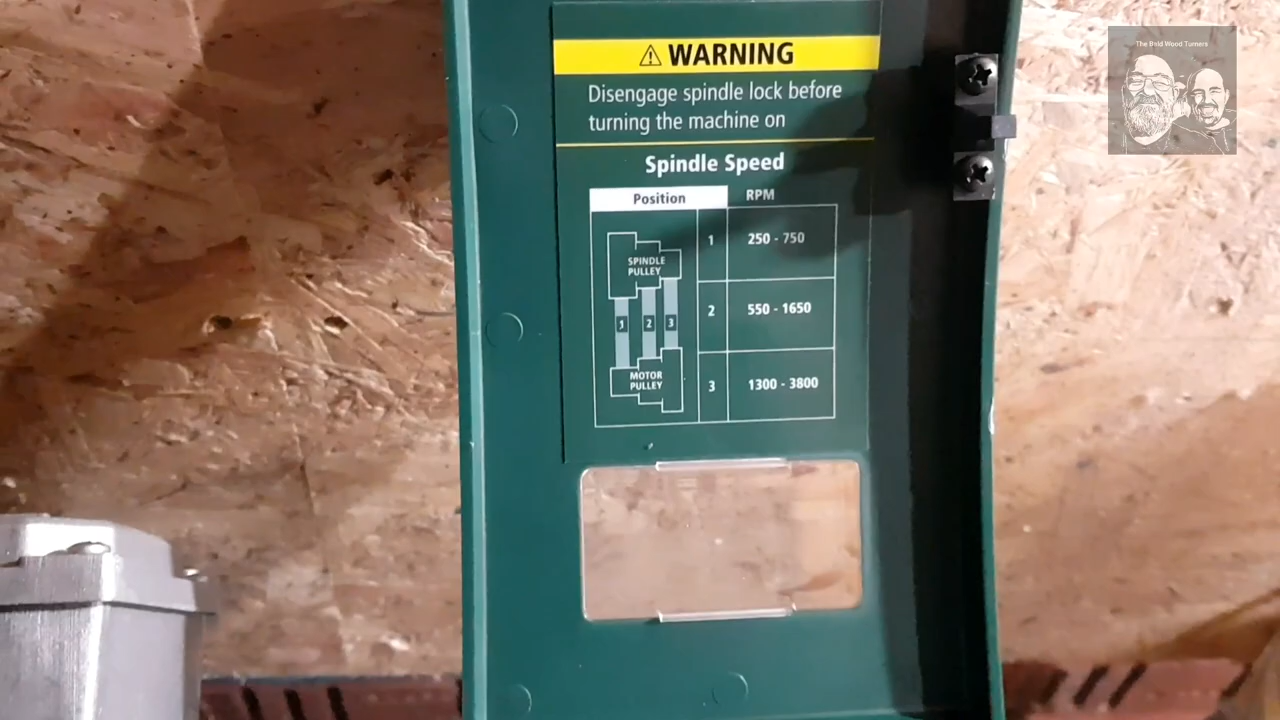 The Bald Wood Turners
WARNING
Disengage spindle lock before
turning the machine on
Spindle Speed
Position RPM
SPINDLE
PULLEY
1 2 3
MOTOR
PULLEY
1 250 - 750
2 550 - 1650
3 1300 - 3800